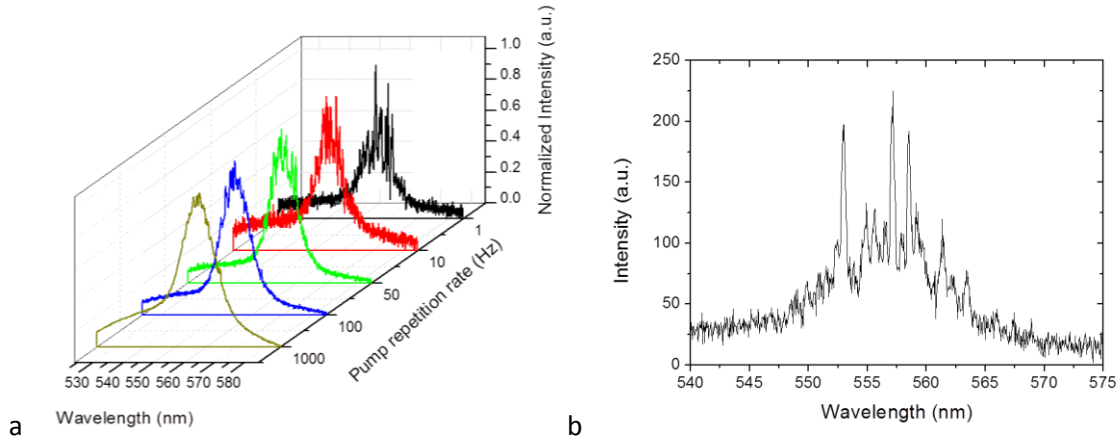 1.0
0.8
0.6
0.4
0.2
0.0
Normalized Intensity (a.u.)
1
10
50
100
1000
Pump repetition rate (Hz)
530 540 550 560 570 580
Wavelength (nm)
a
250
200
150
100
50
0
Intensity (a.u.)
540 545 550 555 560 565 570 575
Wavelength (nm)
b